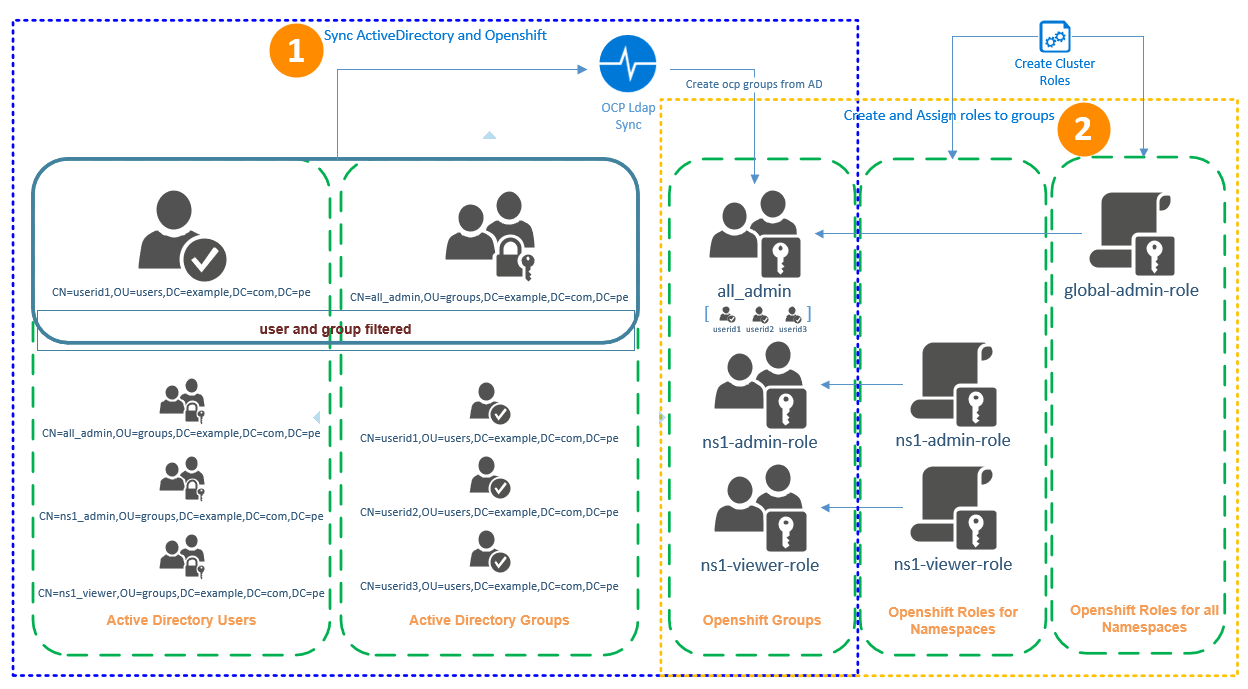 1
Sync ActiveDirectory and Openshift
OCP Ldap
Sync
Create ocp groups from AD
Create Cluster
Roles
Create and Assign roles to groups
2
CN=userid1,OU=users,DC=example,DC=com,DC=pe
CN=all_admin,OU=groups,DC=example,DC=com,DC=pe
user and group filtered
CN=all_admin,OU=groups,DC=example,DC=com,DC=pe
CN=ns1_admin,OU=groups,DC=example,DC=com,DC=pe
CN=ns1_viewer,OU=groups,DC=example,DC=com,DC=pe
Active Directory Users
CN=userid1,OU=users,DC=example,DC=com,DC=pe
CN=userid2,OU=users,DC=example,DC=com,DC=pe
CN=userid3,OU=users,DC=example,DC=com,DC=pe
Active Directory Groups
all_admin
[ ]
userid1 userid2 userid3
ns1-admin-role
ns1-viewer-role
Openshift Groups
ns1-admin-role
ns1-viewer-role
Openshift Roles for
Namespaces
global-admin-role
Openshift Roles for all
Namespaces